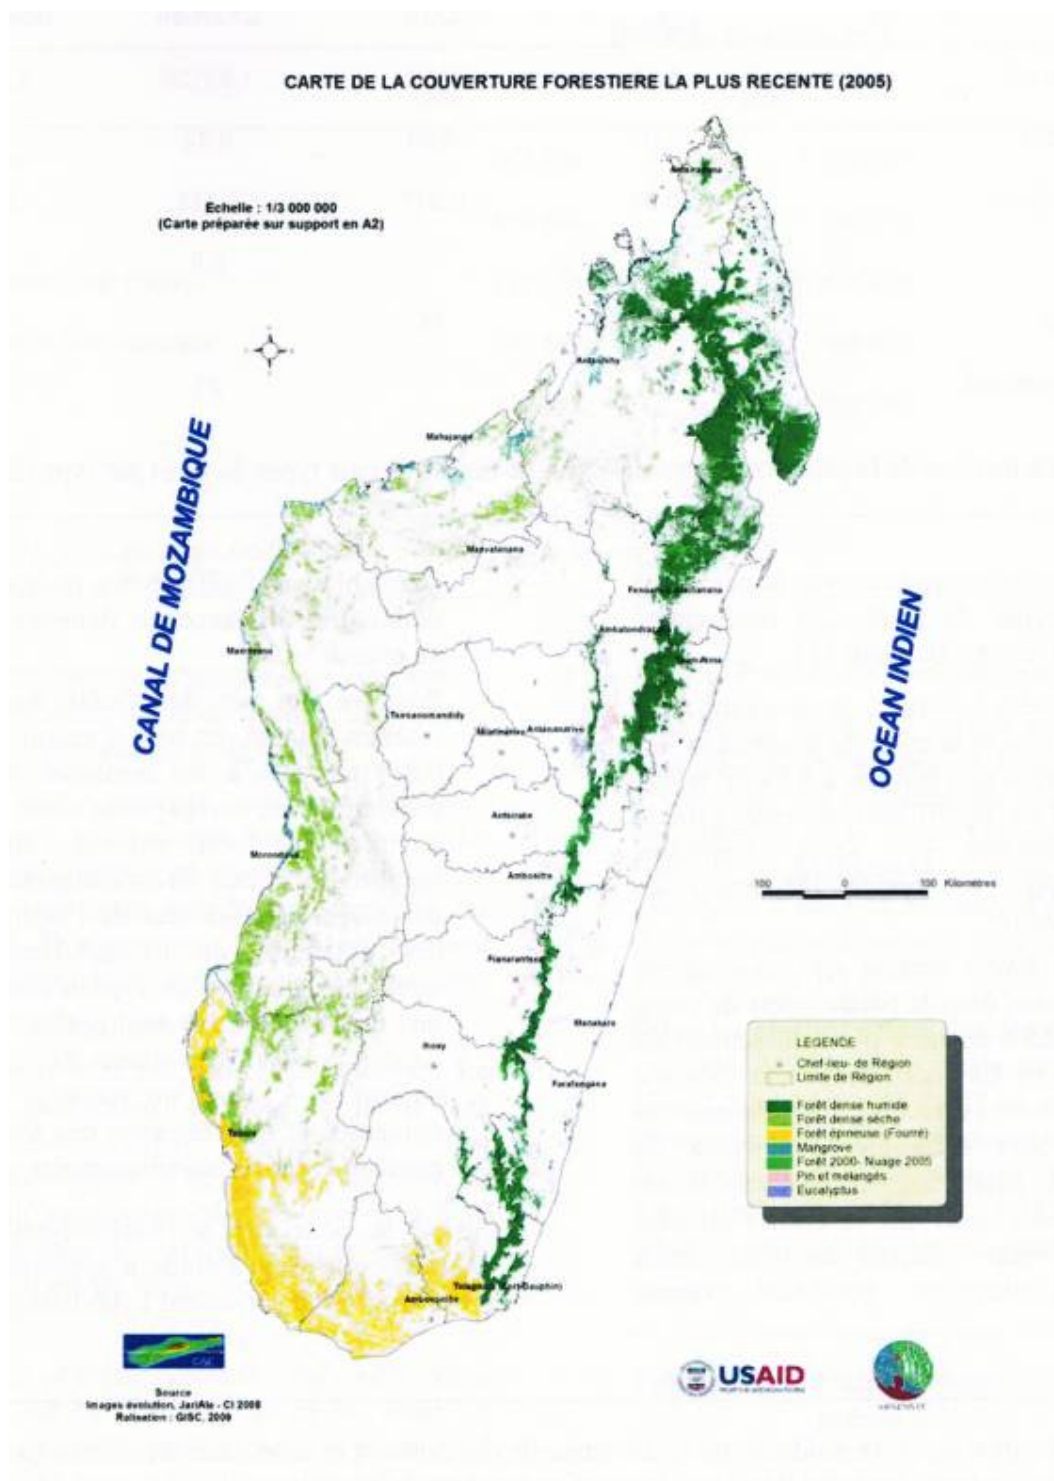 CARTE DE LA COUVERTURE FORESTIERE LA PLUS RECENTE (2005)
Echelle : 1/3 000 000
(Carte préparée sur support en A2)
Antsiranana
Antsohihy
Mahajanga
CANAL DE MOZAMBIQUE
Maevatanana
Ambatondrazaka
OCEAN INDIEN
Maintirano
Tsiroanomandidy
Miarinarivo
Antananarivo
Antsirabe
Morondava
Ambositra
100 0 100 Kilomètres
Fianarantsoa
Manakara
Ihosy
Farafangana
LEGENDE
Chef-lieu- de Région
Limite de Région
Forêt dense humide
Forêt dense sèche
Forêt épineuse (Fourré)
Mangrove
Forêt 2000- Nuage 2005
Pin et mélangés
Eucalyptus
Toliara
Tolagnaro (Fort-Dauphin)
Ambovombe
GISC
Source
Images évolution, JariAla - CI 2008
Ralisation : GISC, 2009
USAID